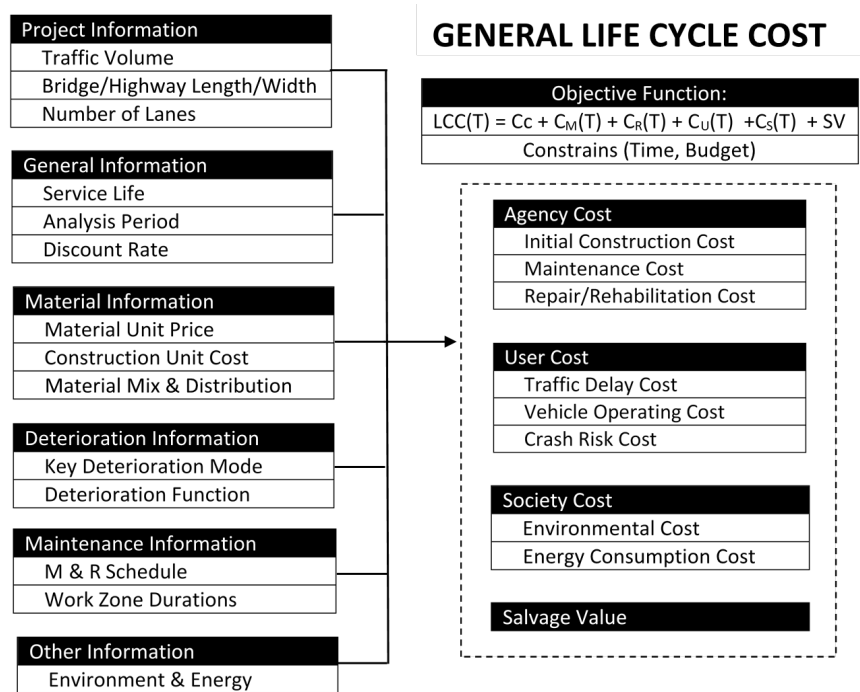 Project Information
Traffic Volume
Bridge/Highway Length/Width
Number of Lanes
General Information
Service Life
Analysis Period
Discount Rate
Material Information
Material Unit Price
Construction Unit Cost
Material Mix & Distribution
Deterioration Information
Key Deterioration Mode
Deterioration Function
Maintenance Information
M & R Schedule
Work Zone Durations
Other Information
Environment & Energy
GENERAL LIFE CYCLE COST
Objective Function:
LCC(T) = Cc + C_M(T) + C_R(T) + C_U(T) +C_S(T) + SV
Constrains (Time, Budget)
Agency Cost
Initial Construction Cost
Maintenance Cost
Repair/Rehabilitation Cost
User Cost
Traffic Delay Cost
Vehicle Operating Cost
Crash Risk Cost
Society Cost
Environmental Cost
Energy Consumption Cost
Salvage Value